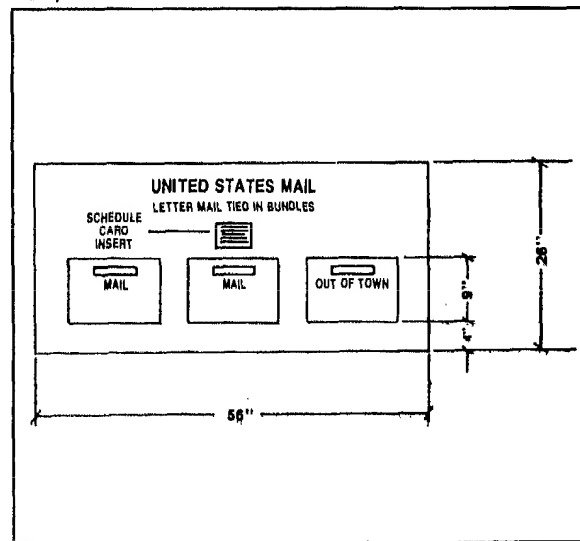 UNITED STATES MAIL
LETTER MAIL TIED IN BUNDLES
SCHEDULE
CARD
INSERT
MAIL
MAIL
OUT OF TOWN
9"
4"
26"
56"